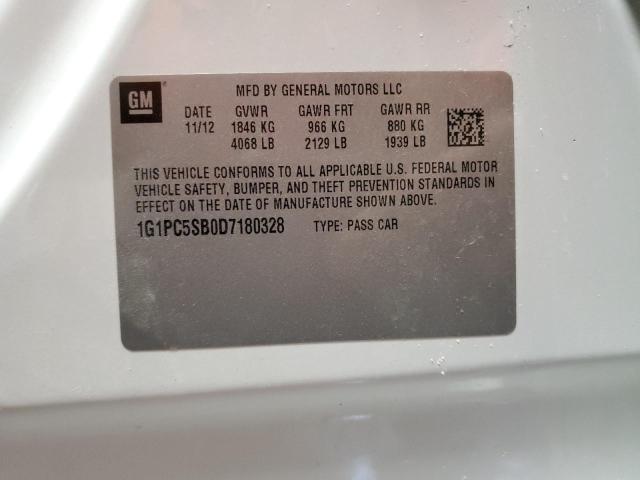 GM
MFD BY GENERAL MOTORS LLC
DATE GVWR GAWR FRT GAWR RR
11/12 1846 KG 966 KG 880 KG
4068 LB 2129 LB 1939 LB
THIS VEHICLE CONFORMS TO ALL APPLICABLE U.S. FEDERAL MOTOR
VEHICLE SAFETY, BUMPER, AND THEFT PREVENTION STANDARDS IN
EFFECT ON THE DATE OF MANUFACTURE SHOWN ABOVE.
1G1PC5SB0D7180328 TYPE: PASS CAR